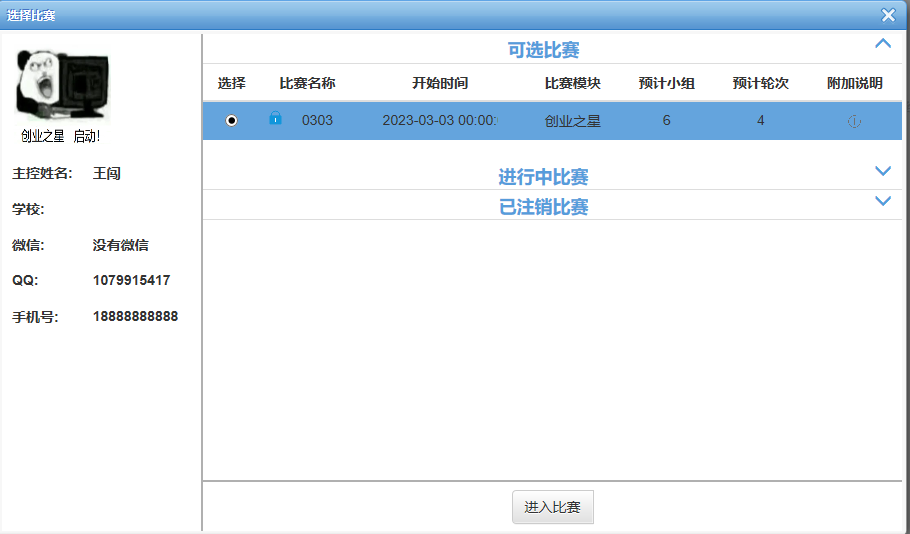 选择比赛
创业之星 启动!
主控姓名: 王闯
学校:
微信: 没有微信
QQ: 1079915417
手机号: 18888888888
可选比赛
选择 比赛名称 开始时间 比赛模块 预计小组 预计轮次 附加说明
0303 2023-03-03 00:00: 创业之星 6 4
进行中比赛
已注销比赛
进入比赛